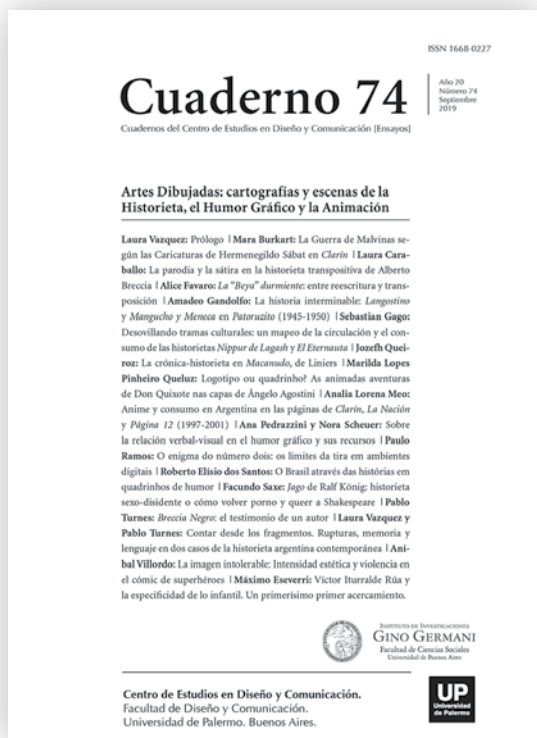 ISSN 1668-0227
Cuaderno 74
Cuadernos del Centro de Estudios en Diseño y Comunicación [Ensayos]
Año 20
Número 74
Septiembre
2019
Artes Dibujadas: cartografías y escenas de la
Historieta, el Humor Gráfico y la Animación
Laura Vazquez: Prólogo | Mara Burkart: La Guerra de Malvinas se-
gún las Caricaturas de Hermenegildo Sábat en Clarín | Laura Cara-
ballo: La parodia y la sátira en la historieta transpositiva de Alberto
Breccia | Alice Favaro: La "Beya" durmiente: entre reescritura y trans-
posición | Amadeo Gandolfo: La historia interminable: Langostino
y Mangucho y Meneca en Patoruzito (1945-1950) | Sebastian Gago:
Desovillando tramas culturales: un mapeo de la circulación y el con-
sumo de las historietas Nippur de Lagash y El Eternauta | Jozefh Quei-
roz: La crónica-historieta en Macanudo, de Liniers | Marilda Lopes
Pinheiro Queluz: Logotipo ou quadrinho? As animadas aventuras
de Don Quixote nas capas de Ângelo Agostini | Analía Lorena Meo:
Anime y consumo en Argentina en las páginas de Clarín, La Nación
y Página 12 (1997-2001) | Ana Pedrazzini y Nora Scheuer: Sobre
la relación verbal-visual en el humor gráfico y sus recursos | Paulo
Ramos: O enigma do número dois: os limites da tira em ambientes
digitais | Roberto Elísio dos Santos: O Brasil através das histórias em
quadrinhos de humor | Facundo Saxe: Jago de Ralf König: historieta
sexo-disidente o cómo volver porno y queer a Shakespeare | Pablo
Turnes: Breccia Negro: el testimonio de un autor | Laura Vazquez y
Pablo Turnes: Contar desde los fragmentos. Rupturas, memoria y
lenguaje en dos casos de la historieta argentina contemporánea | Aní-
bal Villordo: La imagen intolerable: Intensidad estética y violencia en
el cómic de superhéroes | Máximo Eseverri: Víctor Iturralde Rúa y
la especificidad de lo infantil. Un primerísimo primer acercamiento.
INSTITUTO DE INVESTIGACIONES
GINO GERMANI
Facultad de Ciencias Sociales
Universidad de Buenos Aires
Centro de Estudios en Diseño y Comunicación.
Facultad de Diseño y Comunicación.
Universidad de Palermo. Buenos Aires.
UP
Universidad
de Palermo